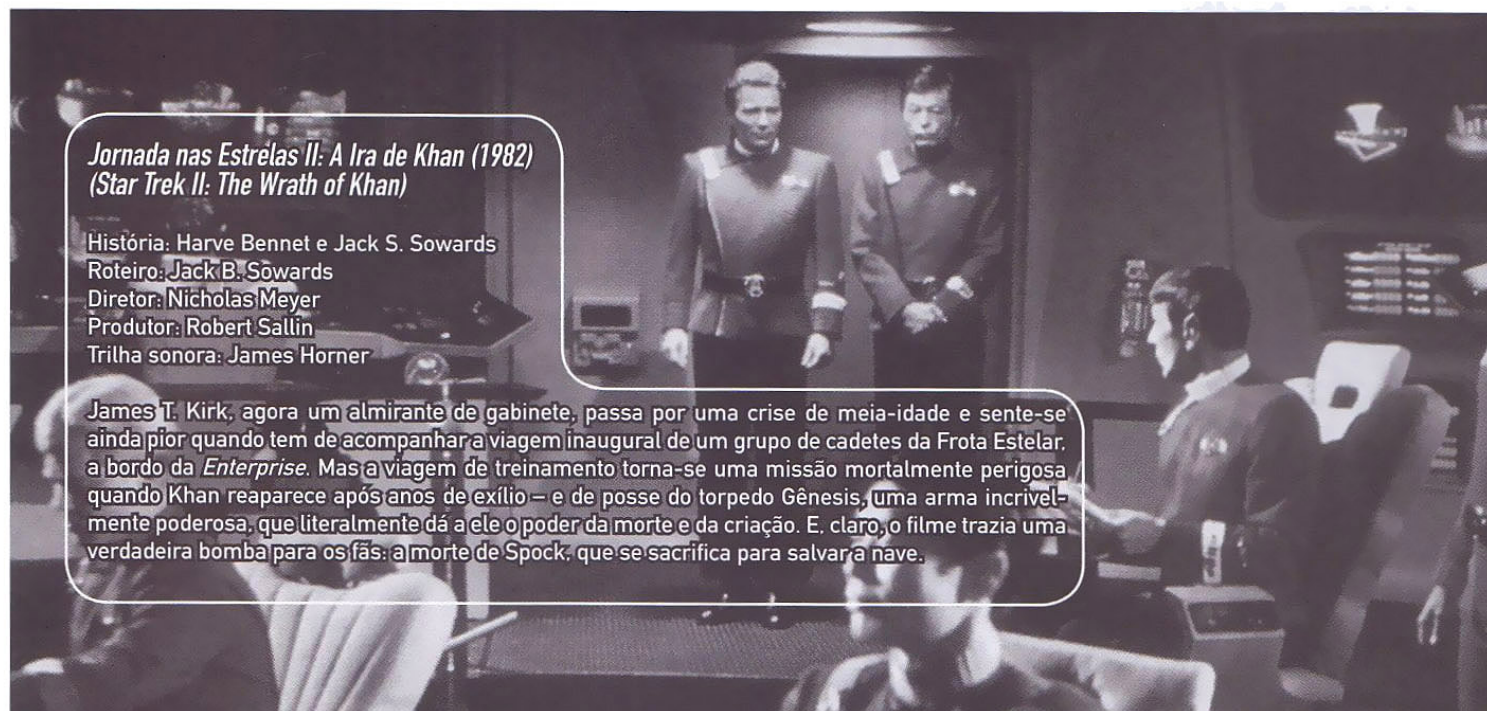 Jornada nas Estrelas II: A Ira de Khan (1982)
(Star Trek II: The Wrath of Khan)
História: Harve Bennet e Jack S. Sowards
Roteiro: Jack B. Sowards
Diretor: Nicholas Meyer
Produtor: Robert Sallin
Trilha sonora: James Horner
James T. Kirk, agora um almirante de gabinete, passa por uma crise de meia-idade e sente-se
ainda pior quando tem de acompanhar a viagem inaugural de um grupo de cadetes da Frota Estelar,
a bordo da Enterprise. Mas a viagem de treinamento torna-se uma missão mortalmente perigosa
quando Khan reaparece após anos de exílio – e de posse do torpedo Gênesis, uma arma incrivel-
mente poderosa, que literalmente dá a ele o poder da morte e da criação. E, claro, o filme trazia uma
verdadeira bomba para os fãs: a morte de Spock, que se sacrifica para salvar a nave.